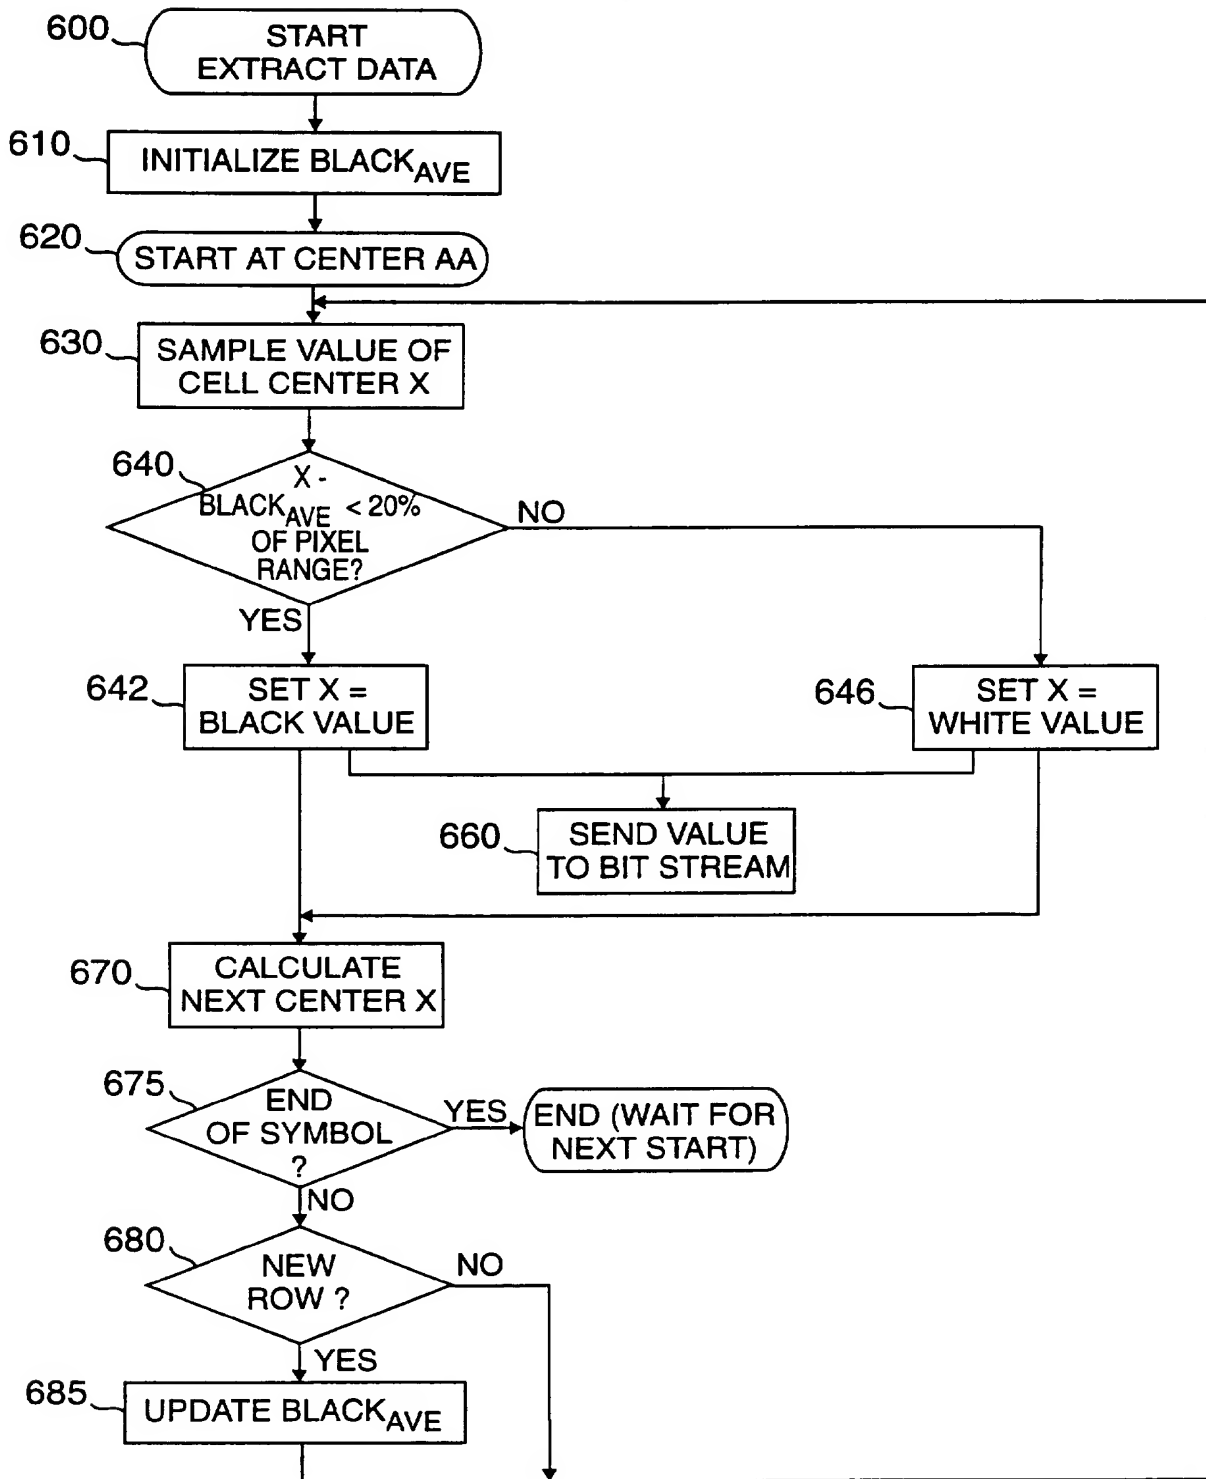 600
START
EXTRACT DATA
610
INITIALIZE BLACKAVE
620
START AT CENTER AA
630
SAMPLE VALUE OF
CELL CENTER X
640
X -
BLACKAVE < 20%
OF PIXEL
RANGE?
NO
YES
642
SET X =
BLACK VALUE
646
SET X =
WHITE VALUE
660
SEND VALUE
TO BIT STREAM
670
CALCULATE
NEXT CENTER X
675
END
OF SYMBOL
?
YES
END (WAIT FOR
NEXT START)
NO
680
NEW
ROW ?
NO
YES
685
UPDATE BLACKAVE